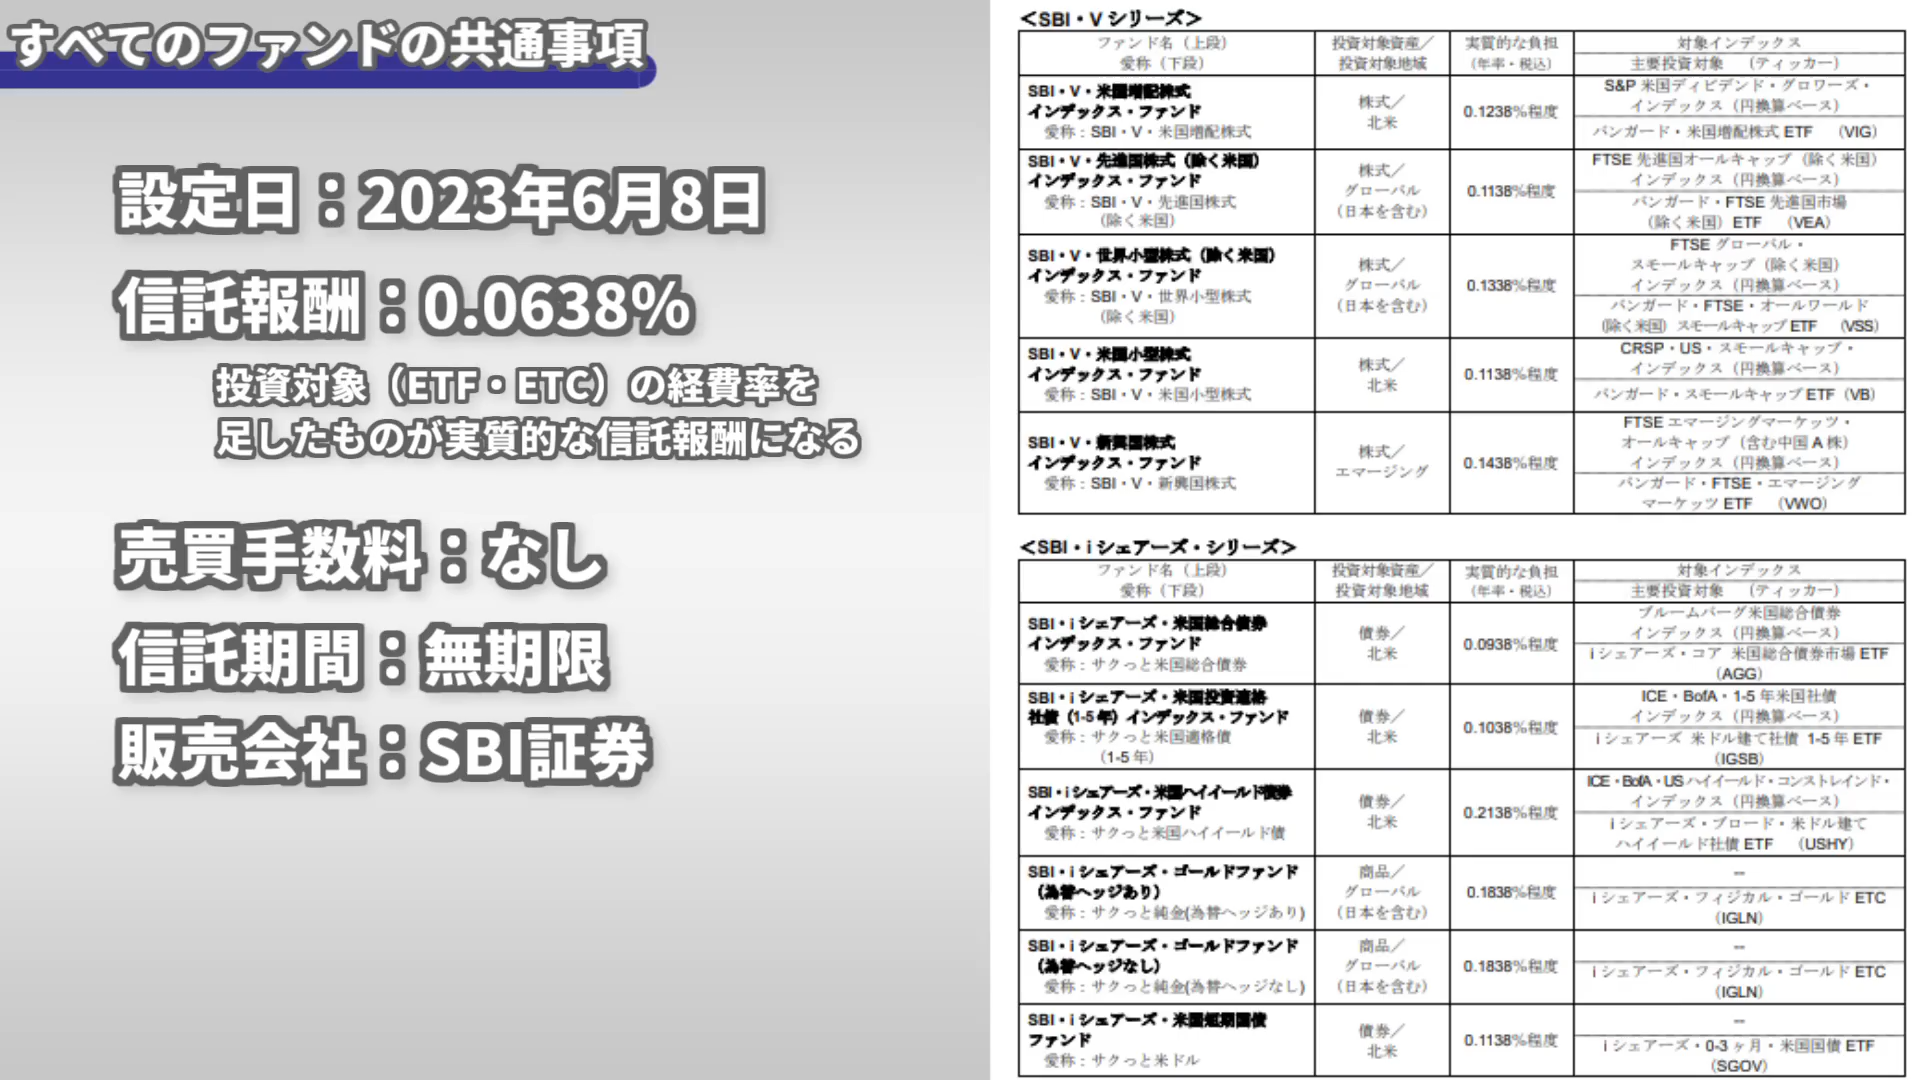 すべてのファンドの共通事項
設定日：2023年6月8日
信託報酬：0.0638%
投資対象（ETF・ETC）の経費率を
足したものが実質的な信託報酬になる
売買手数料：なし
信託期間：無期限
販売会社：SBI証券
＜SBI・V シリーズ＞
ファンド名（上段）
愛称（下段）
投資対象資産／
投資対象地域
実質的な負担
（年率・税込）
対象インデックス
主要投資対象　（ティッカー）
SBI・V・米国増配株式
インデックス・ファンド
愛称：SBI・V・米国増配株式
株式／
北米
0.1238%程度
S&P 米国ディビデンド・グロワーズ・
インデックス（円換算ベース）
バンガード・米国増配株式 ETF　（VIG）
SBI・V・先進国株式（除く米国）
インデックス・ファンド
愛称：SBI・V・先進国株式
（除く米国）
株式／
グローバル
（日本を含む）
0.1138%程度
FTSE 先進国オールキャップ（除く米国）
インデックス（円換算ベース）
バンガード・FTSE 先進国市場
（除く米国）ETF　（VEA）
SBI・V・世界小型株式（除く米国）
インデックス・ファンド
愛称：SBI・V・世界小型株式
（除く米国）
株式／
グローバル
（日本を含む）
0.1338%程度
FTSE グローバル・
スモールキャップ（除く米国）
インデックス（円換算ベース）
バンガード・FTSE・オールワールド
（除く米国）スモールキャップ ETF　（VSS）
SBI・V・米国小型株式
インデックス・ファンド
愛称：SBI・V・米国小型株式
株式／
北米
0.1138%程度
CRSP・US・スモールキャップ・
インデックス（円換算ベース）
バンガード・スモールキャップ ETF（VB）
SBI・V・新興国株式
インデックス・ファンド
愛称：SBI・V・新興国株式
株式／
エマージング
0.1438%程度
FTSE エマージングマーケッツ・
オールキャップ（含む中国 A 株）
インデックス（円換算ベース）
バンガード・FTSE・エマージング
マーケッツ ETF　（VWO）
＜SBI・i シェアーズ・シリーズ＞
ファンド名（上段）
愛称（下段）
投資対象資産／
投資対象地域
実質的な負担
（年率・税込）
対象インデックス
主要投資対象　（ティッカー）
SBI・i シェアーズ・米国総合債券
インデックス・ファンド
愛称：サクっと米国総合債券
債券／
北米
0.0938%程度
ブルームバーグ米国総合債券
インデックス（円換算ベース）
i シェアーズ・コア 米国総合債券市場 ETF
（AGG）
SBI・i シェアーズ・米国投資適格
社債（1-5 年）インデックス・ファンド
愛称：サクっと米国適格債
（1-5 年）
債券／
北米
0.1038%程度
ICE・BofA・1-5 年米国社債
インデックス（円換算ベース）
i シェアーズ 米ドル建て社債 1-5 年 ETF
（IGSB）
SBI・i シェアーズ・米国ハイイールド債券
インデックス・ファンド
愛称：サクっと米国ハイイールド債
債券／
北米
0.2138%程度
ICE・BofA・US ハイイールド・コンストレインド・
インデックス（円換算ベース）
i シェアーズ・ブロード・米ドル建て
ハイイールド社債 ETF　（USHY）
SBI・i シェアーズ・ゴールドファンド
（為替ヘッジあり）
愛称：サクっと純金(為替ヘッジあり)
商品／
グローバル
（日本を含む）
0.1838%程度
--
i シェアーズ・フィジカル・ゴールド ETC
（IGLN）
SBI・i シェアーズ・ゴールドファンド
（為替ヘッジなし）
愛称：サクっと純金(為替ヘッジなし)
商品／
グローバル
（日本を含む）
0.1838%程度
--
i シェアーズ・フィジカル・ゴールド ETC
（IGLN）
SBI・i シェアーズ・米国短期国債
ファンド
愛称：サクっと米ドル
債券／
北米
0.1138%程度
--
i シェアーズ・0-3 ヶ月・米国国債 ETF
（SGOV）